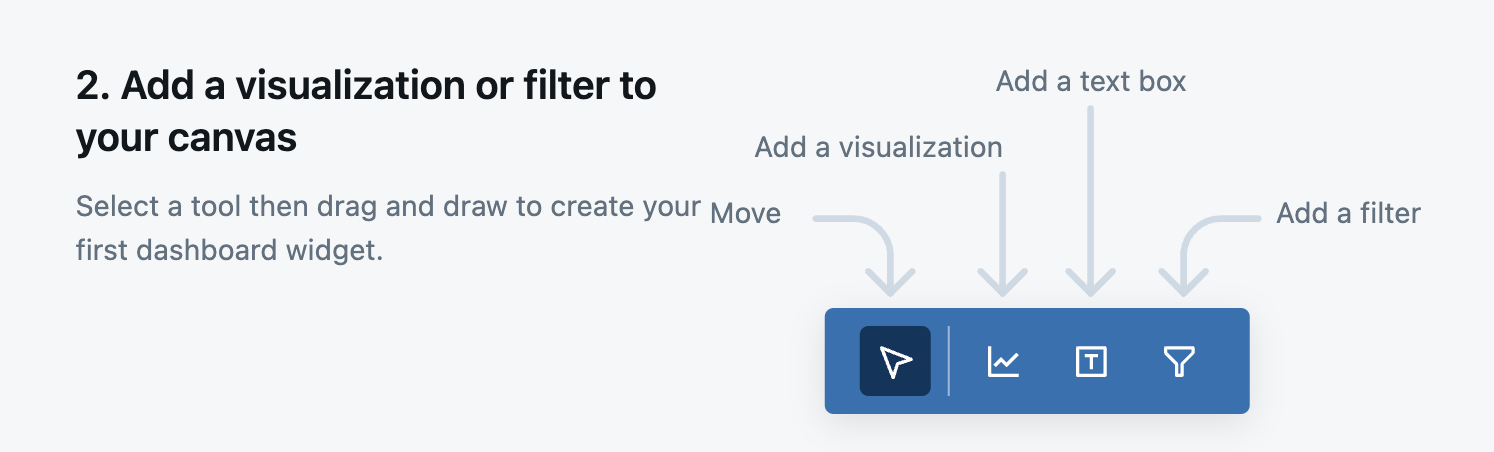 2. Add a visualization or filter to
your canvas
Select a tool then drag and draw to create your
first dashboard widget.
Add a text box
Add a visualization
Move
Add a filter
T